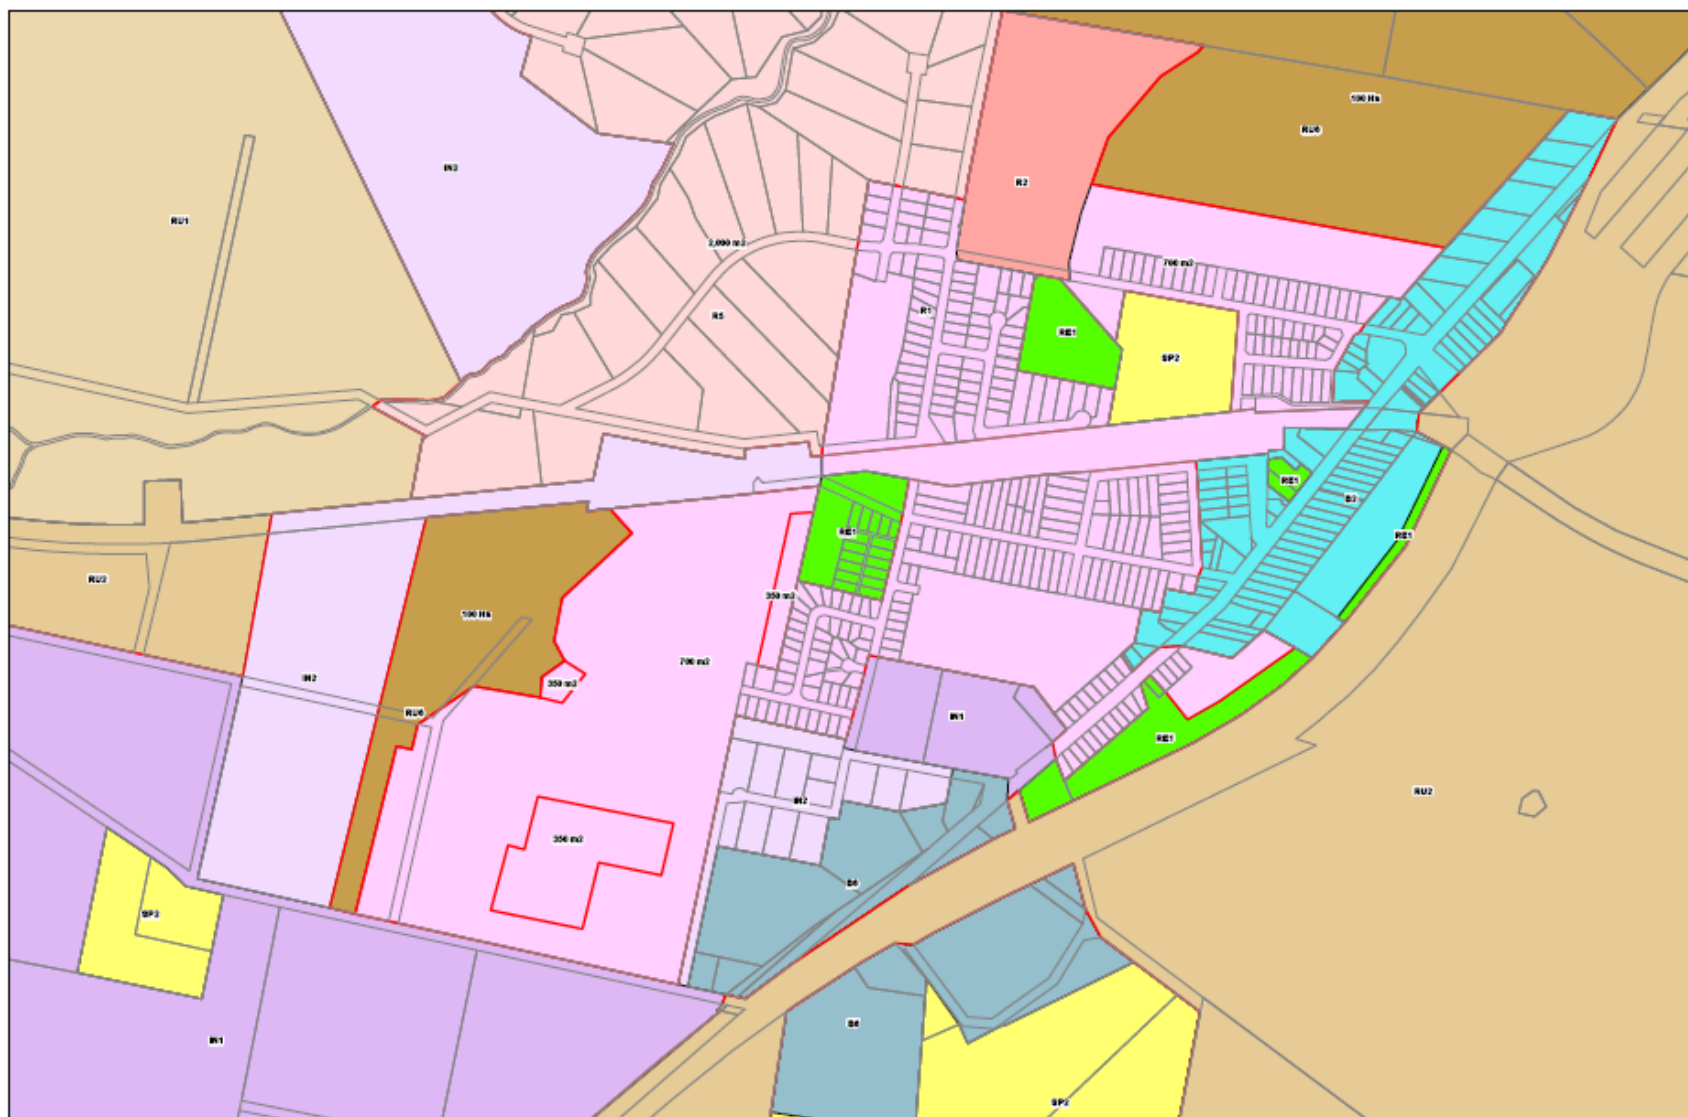 100 Ha
RU6
IN3
R2
RU1
2,000 m2
700 m2
R1
R5
RE1
SP2
RE1
B2
RE1
RE1
RU2
350 m2
100 Ha
700 m2
IN2
350 m2
RU6
IN1
RE1
RU2
IN2
350 m2
B6
SP2
B6
IN1
SP2